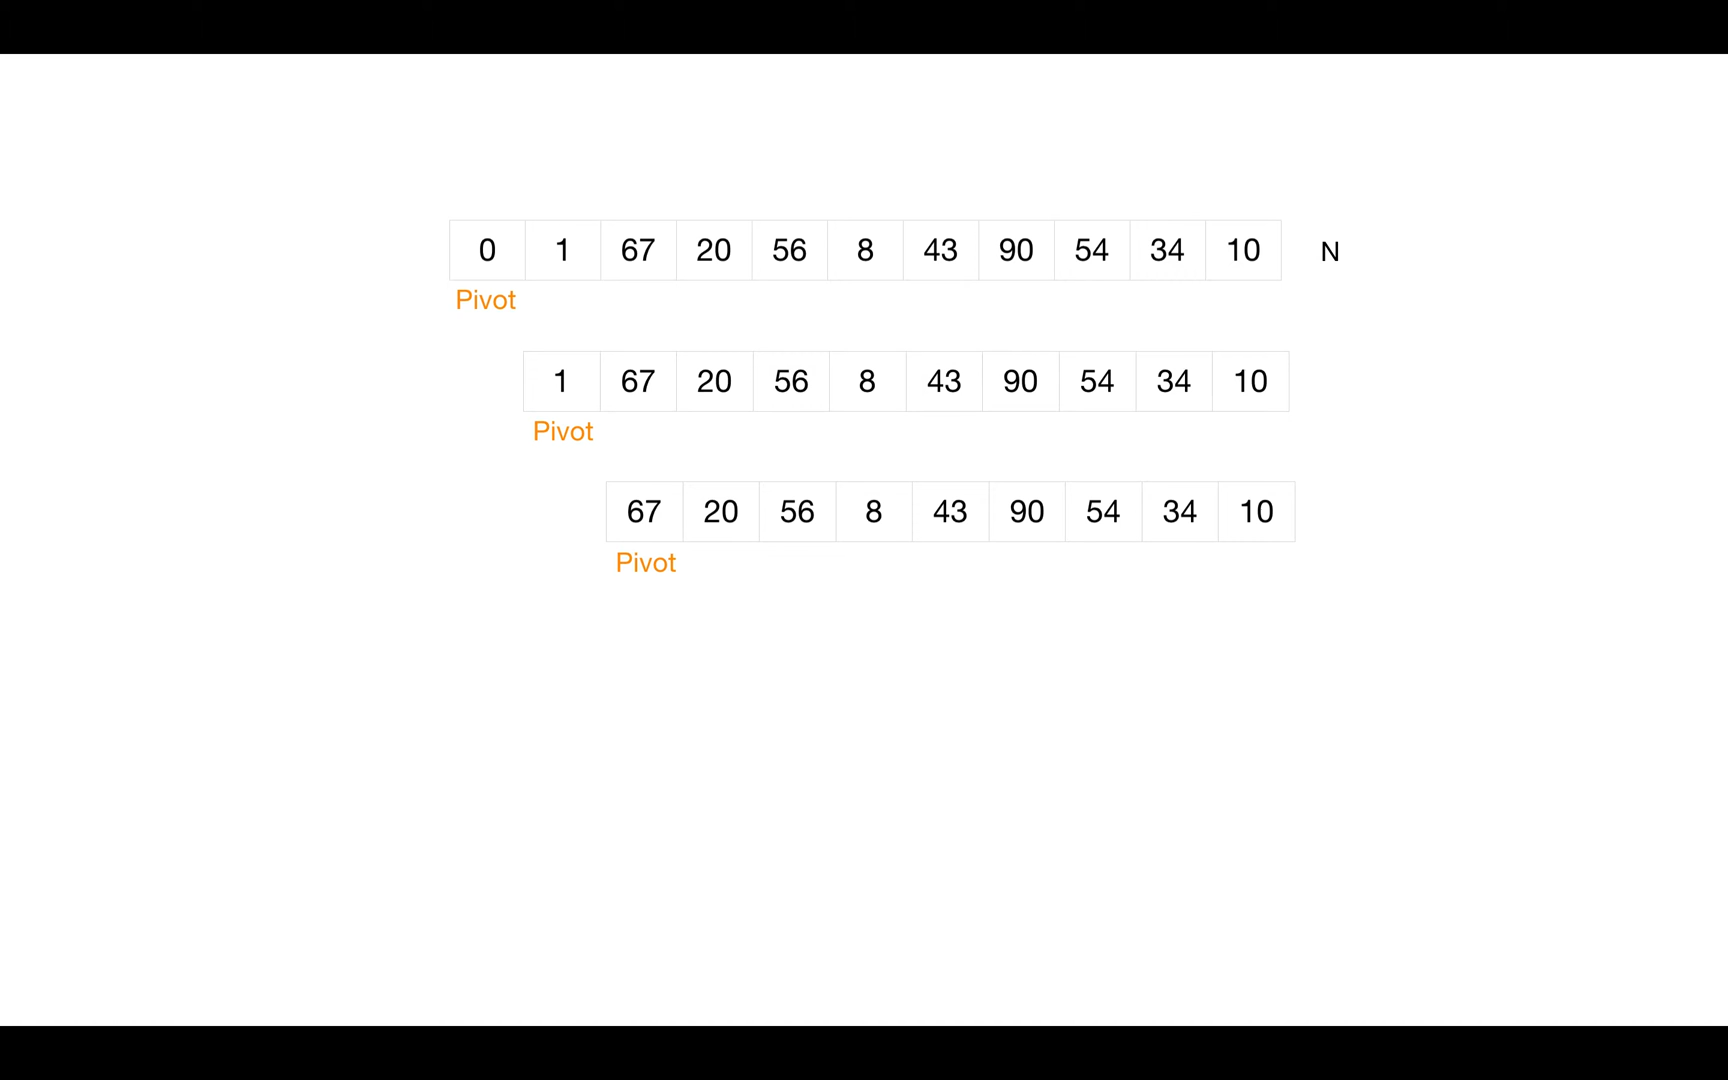 0 1 67 20 56 8 43 90 54 34 10 N
Pivot
1 67 20 56 8 43 90 54 34 10
Pivot
67 20 56 8 43 90 54 34 10
Pivot